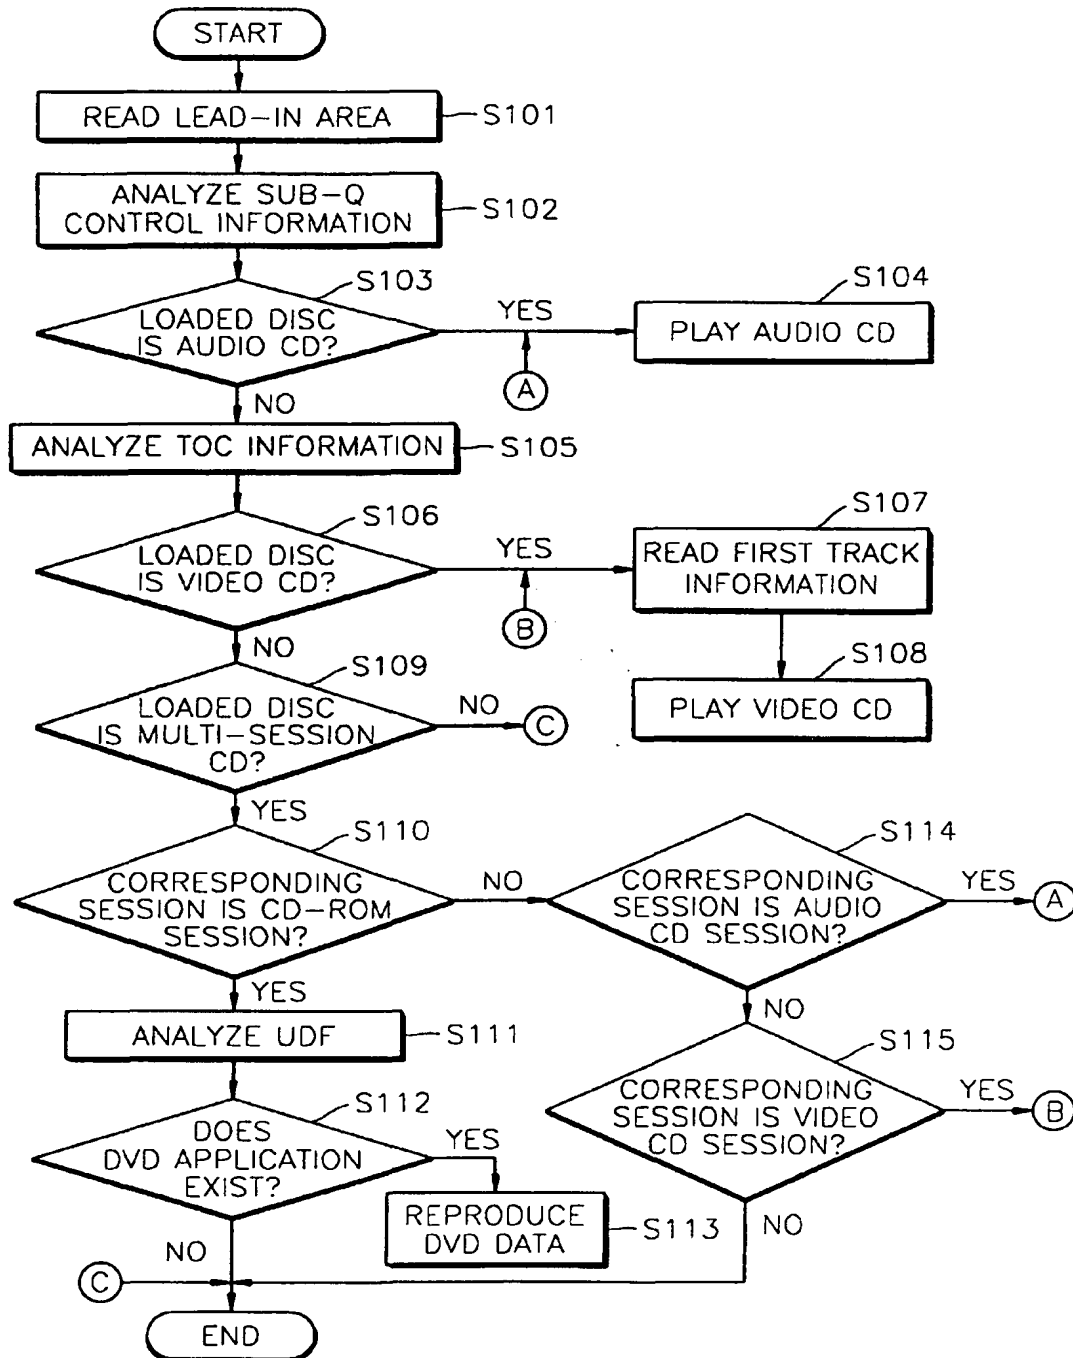 START
READ LEAD-IN AREA
S101
ANALYZE SUB-Q
CONTROL INFORMATION
S102
S103
LOADED DISC
IS AUDIO CD?
YES
A
S104
PLAY AUDIO CD
NO
ANALYZE TOC INFORMATION
S105
S106
LOADED DISC
IS VIDEO CD?
YES
B
S107
READ FIRST TRACK
INFORMATION
NO
S108
PLAY VIDEO CD
S109
LOADED DISC
IS MULTI-SESSION
CD?
NO
C
YES
S110
CORRESPONDING
SESSION IS CD-ROM
SESSION?
NO
S114
CORRESPONDING
SESSION IS AUDIO
CD SESSION?
YES
A
YES
ANALYZE UDF
S111
NO
S115
CORRESPONDING
SESSION IS VIDEO
CD SESSION?
YES
B
S112
DOES
DVD APPLICATION
EXIST?
YES
REPRODUCE
DVD DATA
S113
NO
NO
C
END